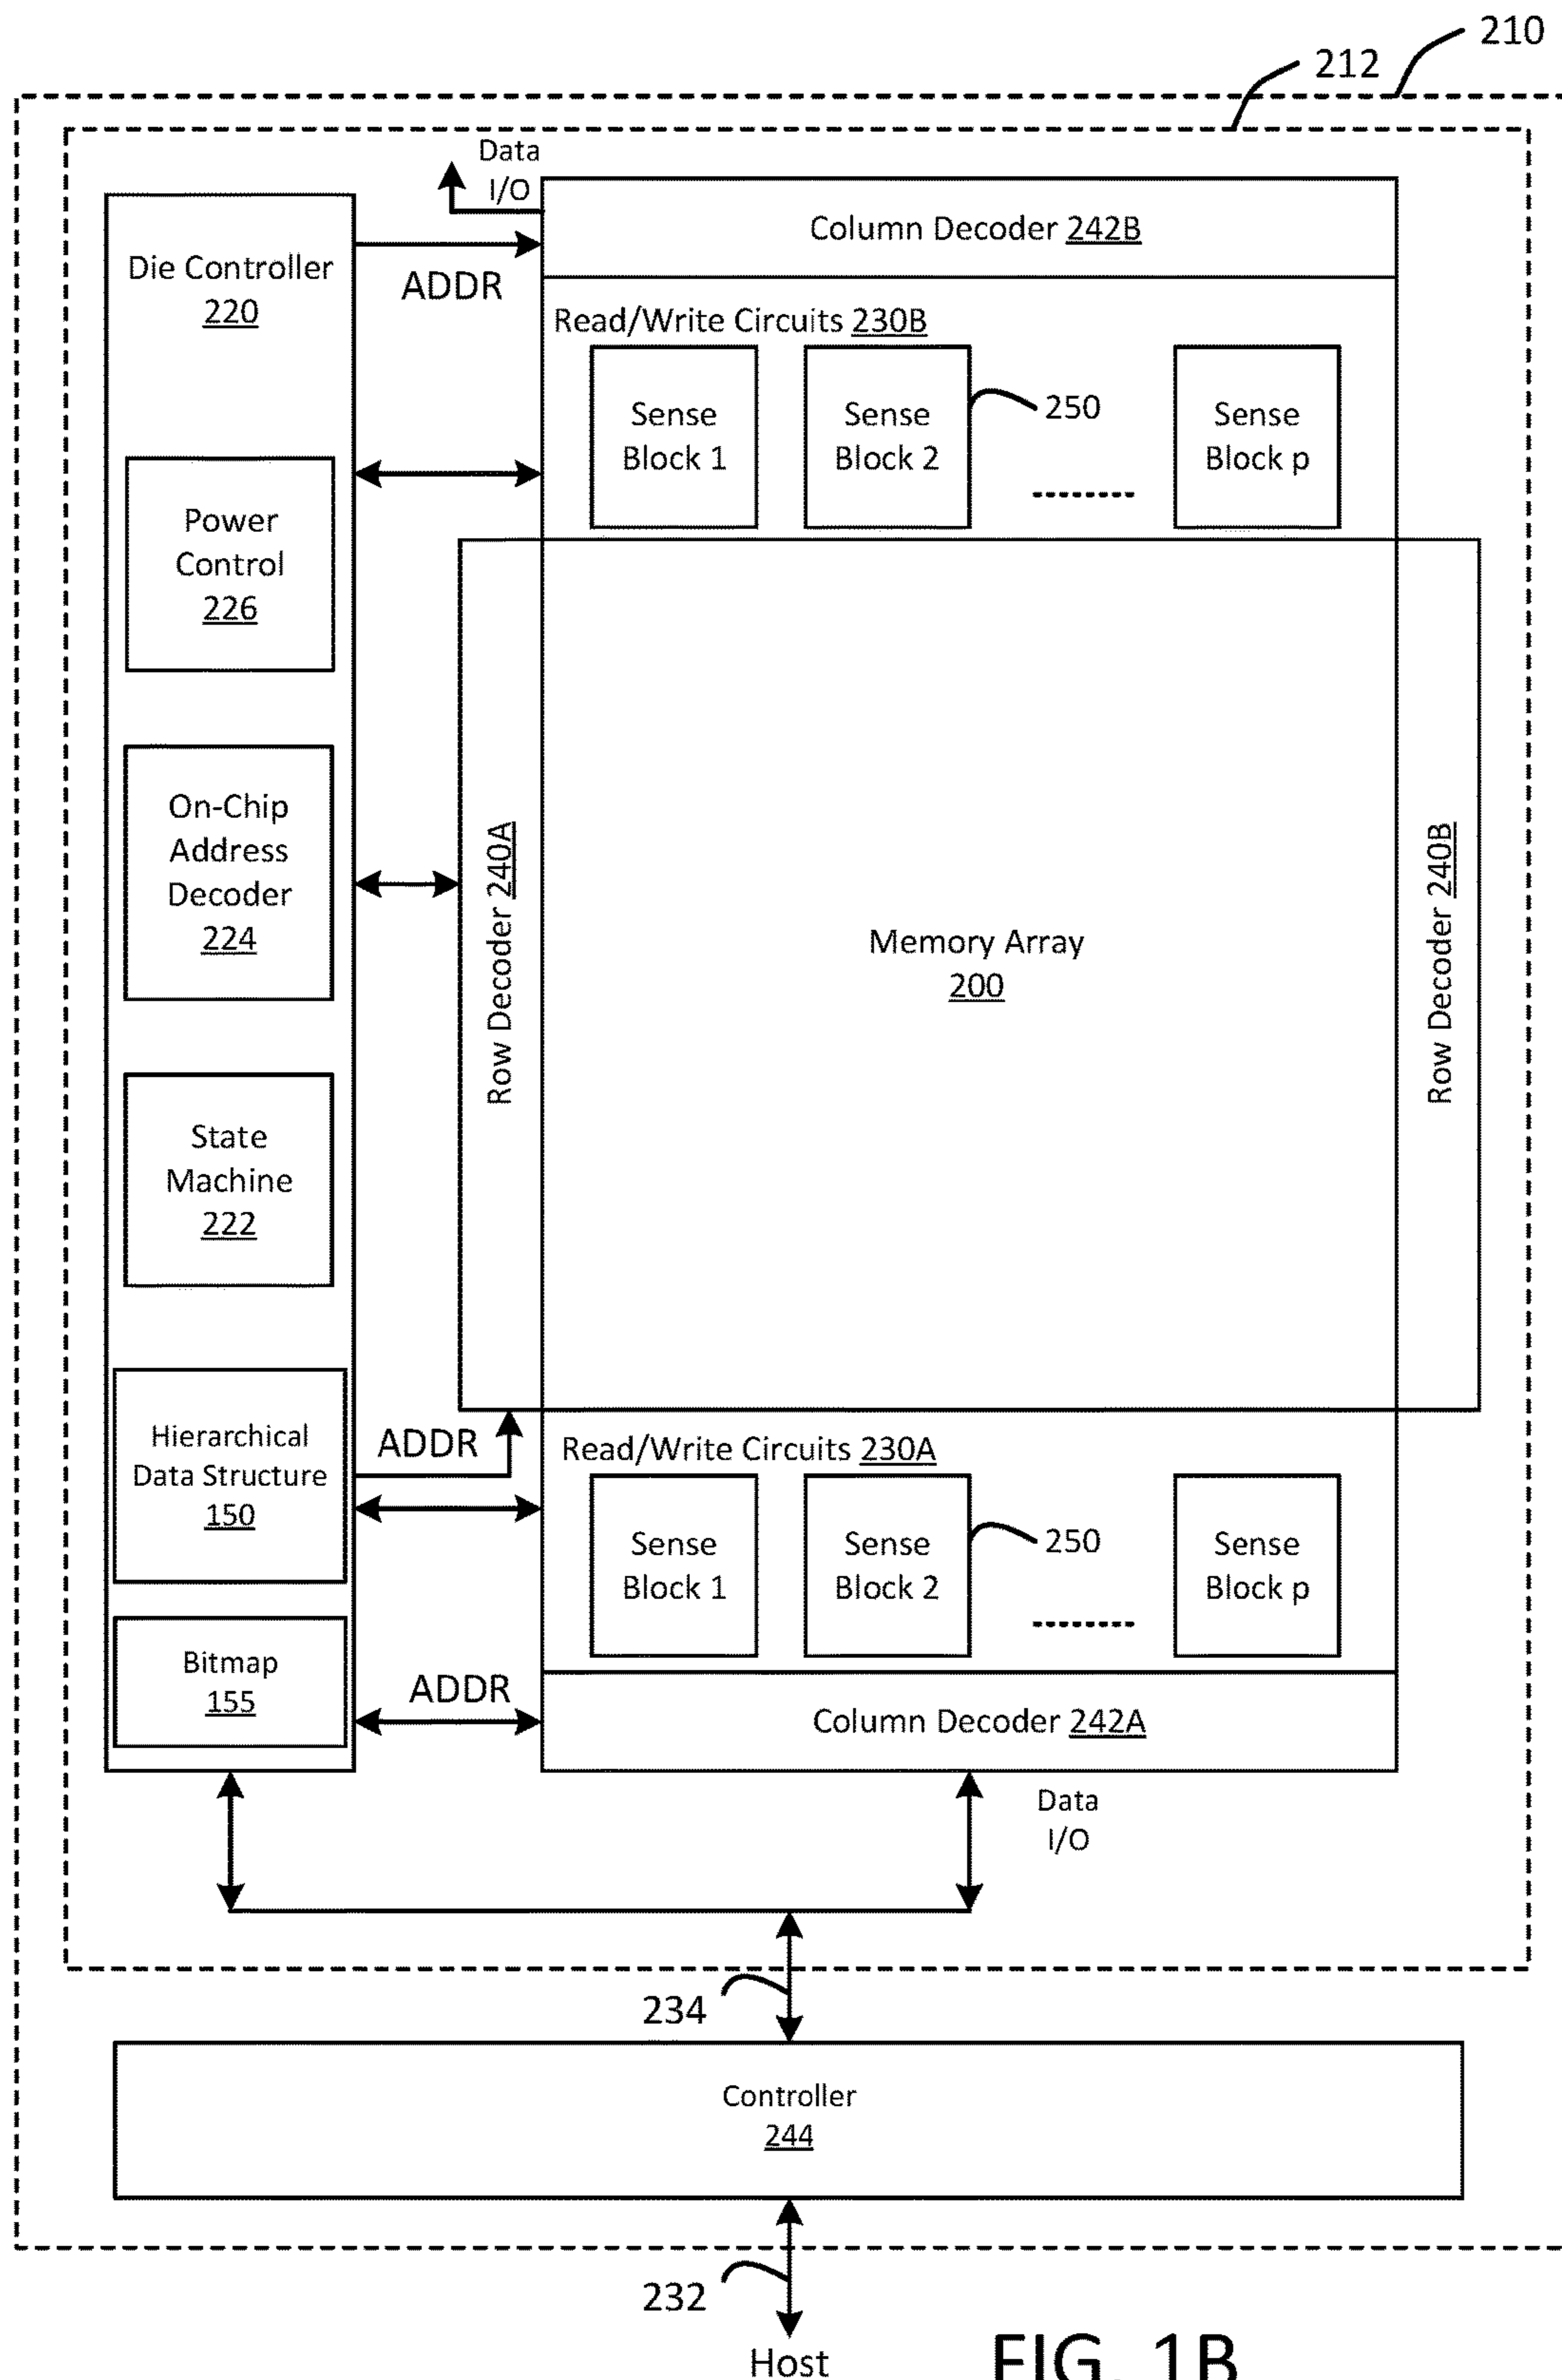 210
212
Data
I/O
Column Decoder 242B
Die Controller
220
ADDR
Read/Write Circuits 230B
Sense
Block 1
Sense
Block 2
250
Sense
Block p
Power
Control
226
On-Chip
Address
Decoder
224
Row Decoder 240A
Memory Array
200
Row Decoder 240B
State
Machine
222
Hierarchical
Data Structure
150
ADDR
Read/Write Circuits 230A
Sense
Block 1
Sense
Block 2
250
Sense
Block p
Bitmap
155
ADDR
Column Decoder 242A
Data
I/O
234
Controller
244
232
Host
FIG. 1B